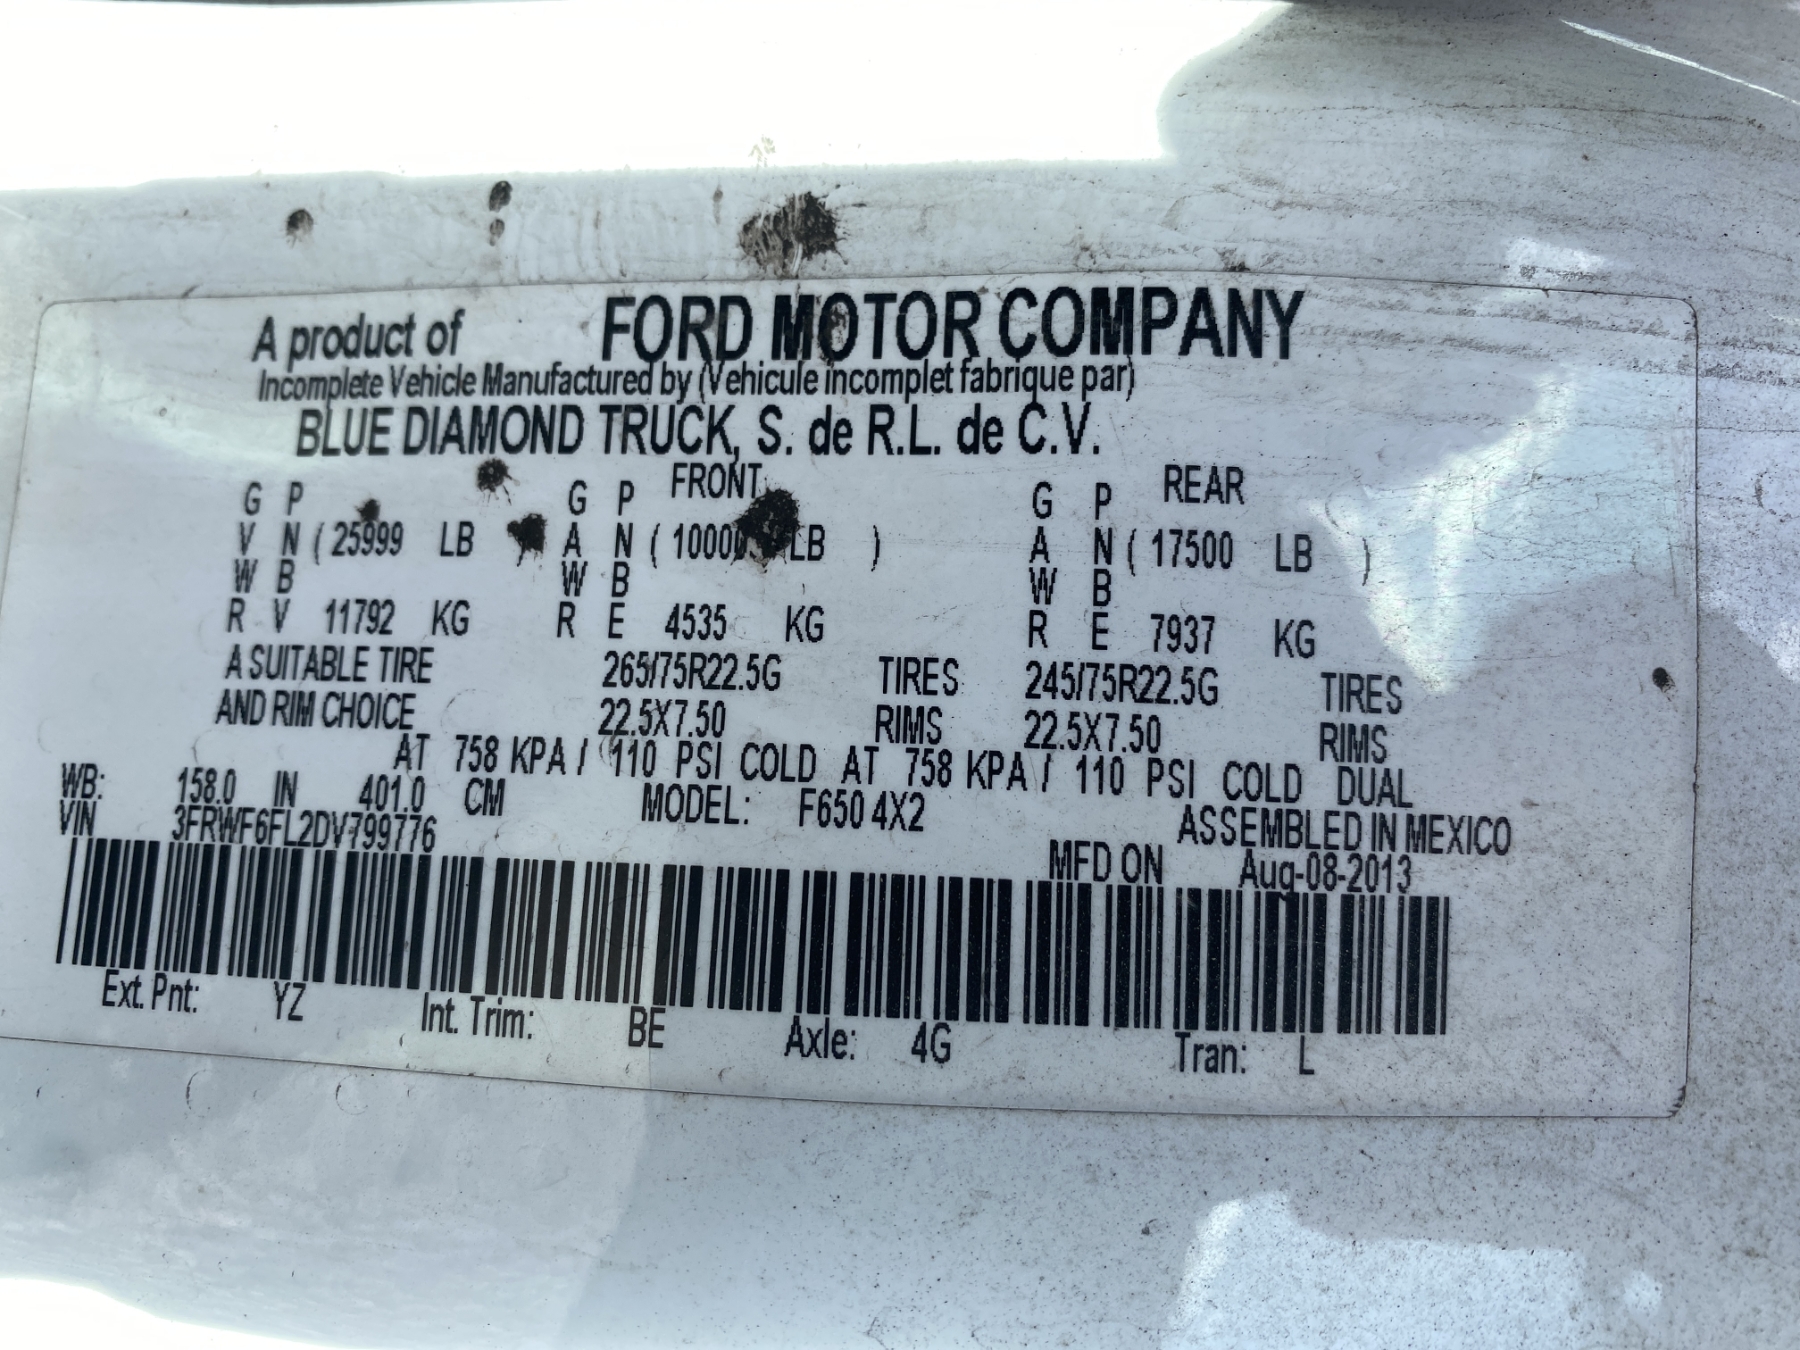 A product of FORD MOTOR COMPANY
Incomplete Vehicle Manufactured by (Vehicule incomplet fabrique par)
BLUE DIAMOND TRUCK, S. de R.L. de C.V.
G P G P FRONT G P REAR
V N ( 25999 LB ) A N ( 10000 LB ) A N ( 17500 LB )
W B W B W B
R V 11792 KG R E 4535 KG R E 7937 KG
A SUITABLE TIRE 265/75R22.5G TIRES 245/75R22.5G TIRES
AND RIM CHOICE 22.5X7.50 RIMS 22.5X7.50 RIMS
AT 758 KPA / 110 PSI COLD AT 758 KPA / 110 PSI COLD DUAL
WB: 158.0 IN 401.0 CM MODEL: F650 4X2 ASSEMBLED IN MEXICO
VIN 3FRWF6FL2DV799776 MFD ON Aug-08-2013
Ext. Pnt: YZ Int. Trim: BE Axle: 4G Tran: L